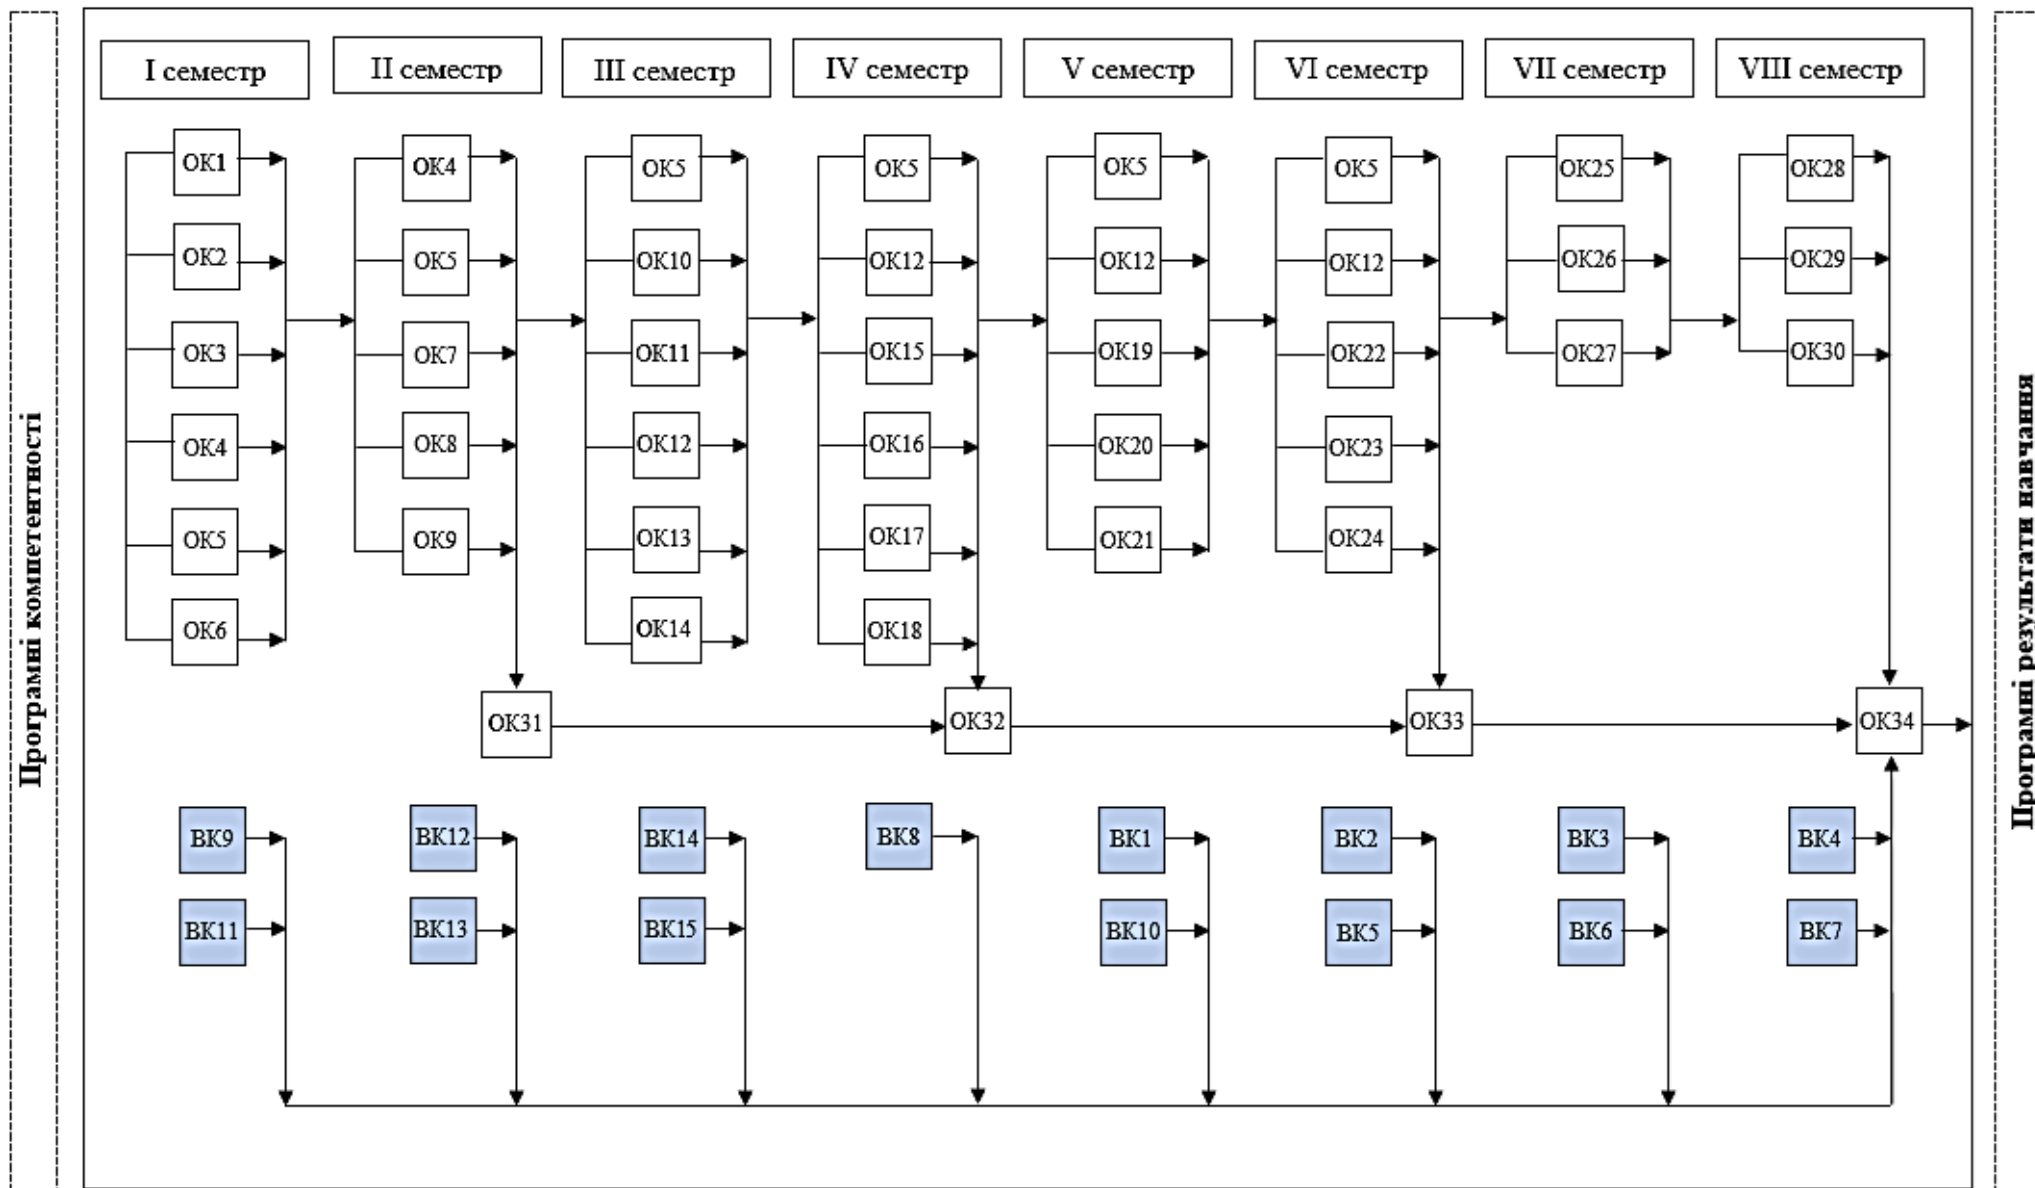 Програмні компетентності
I семестр
II семестр
III семестр
IV семестр
V семестр
VI семестр
VII семестр
VIII семестр
ОК1
ОК4
ОК5
ОК5
ОК5
ОК5
ОК25
ОК28
ОК2
ОК5
ОК10
ОК12
ОК12
ОК12
ОК26
ОК29
ОК3
ОК7
ОК11
ОК15
ОК19
ОК22
ОК27
ОК30
ОК4
ОК8
ОК12
ОК16
ОК20
ОК23
ОК5
ОК9
ОК13
ОК17
ОК21
ОК24
ОК6
ОК14
ОК18
ОК31
ОК32
ОК33
ОК34
ВК9
ВК12
ВК14
ВК8
ВК1
ВК2
ВК3
ВК4
ВК11
ВК13
ВК15
ВК10
ВК5
ВК6
ВК7
Програмні результати навчання